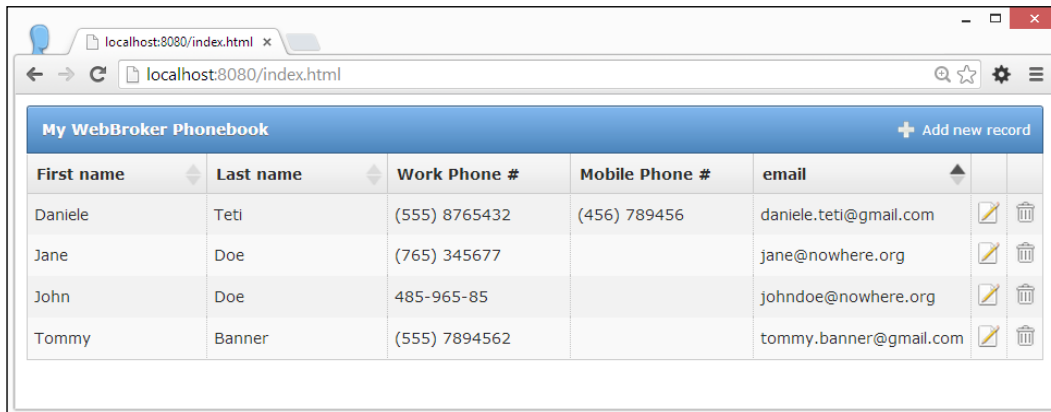 localhost:8080/index.html
localhost:8080/index.html
My WebBroker Phonebook Add new record
First name Last name Work Phone # Mobile Phone # email
Daniele Teti (555) 8765432 (456) 789456 daniele.teti@gmail.com
Jane Doe (765) 345677 jane@nowhere.org
John Doe 485-965-85 johndoe@nowhere.org
Tommy Banner (555) 7894562 tommy.banner@gmail.com